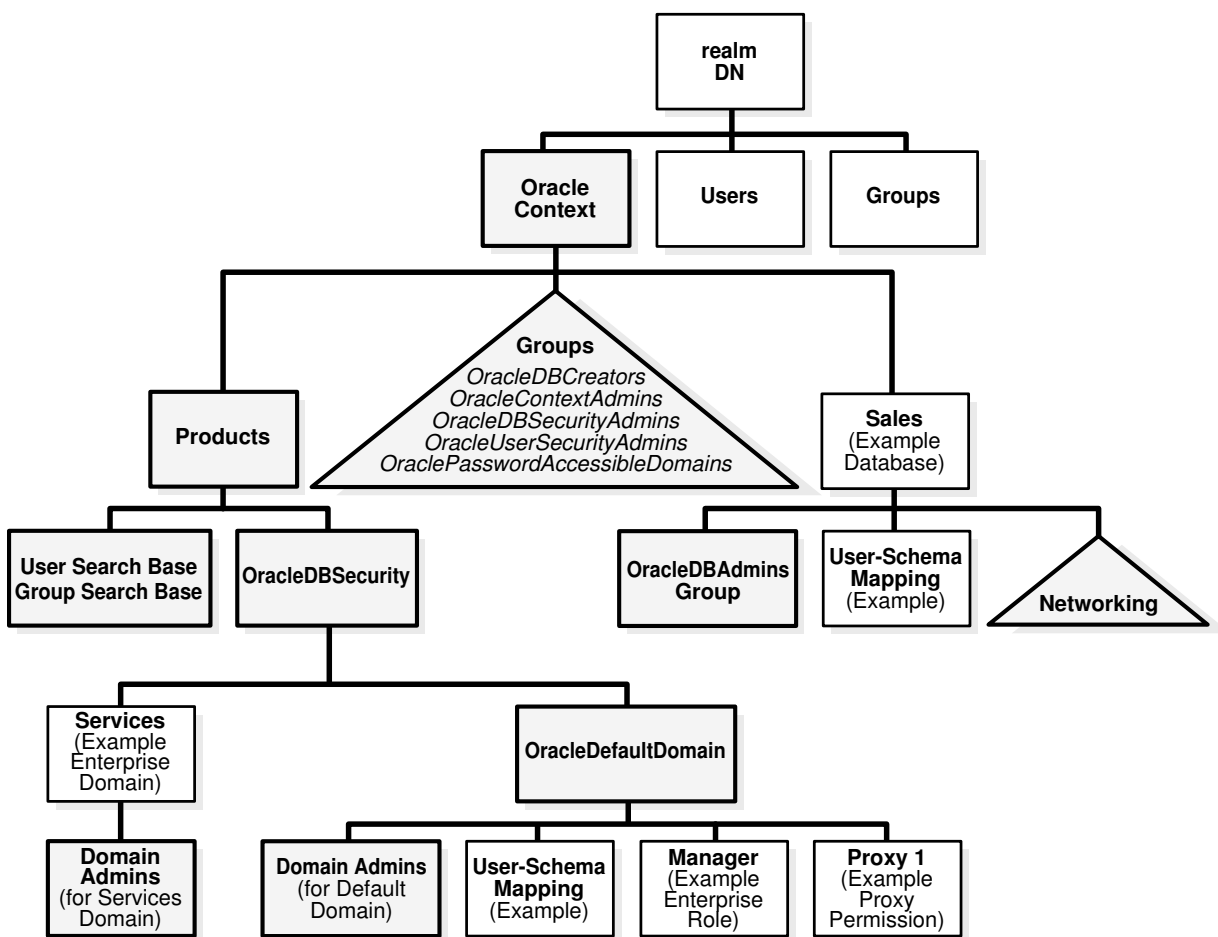 realm
DN
Oracle
Context
Users
Groups
Groups
OracleDBCreators
OracleContextAdmins
OracleDBSecurityAdmins
OracleUserSecurityAdmins
OraclePasswordAccessibleDomains
Products
Sales
(Example
Database)
User Search Base
Group Search Base
OracleDBSecurity
OracleDBAdmins
Group
User-Schema
Mapping
(Example)
Networking
Services
(Example
Enterprise
Domain)
OracleDefaultDomain
Domain
Admins
(for Services
Domain)
Domain Admins
(for Default
Domain)
User-Schema
Mapping
(Example)
Manager
(Example
Enterprise
Role)
Proxy 1
(Example
Proxy
Permission)